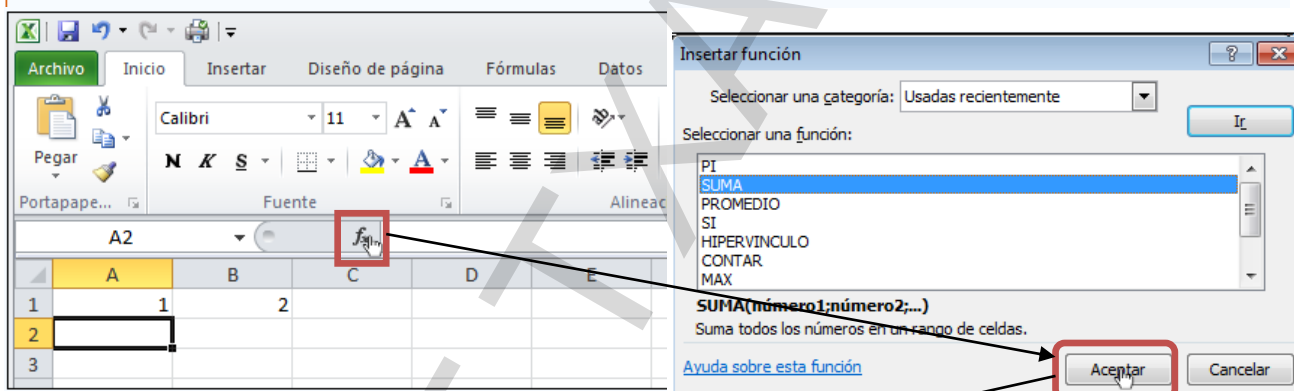 Archivo Inicio Insertar Diseño de página Fórmulas Datos
Calibri 11 A A
Pegar N K S A
Portapape... Fuente Alineac
A2 fx
A B C D E
1 1 2
2
3
Insertar función
Seleccionar una categoría: Usadas recientemente
Ir
Seleccionar una función:
PI
SUMA
PROMEDIO
SI
HIPERVINCULO
CONTAR
MAX
SUMA(número1;número2;...)
Suma todos los números en un rango de celdas.
Ayuda sobre esta función Aceptar Cancelar